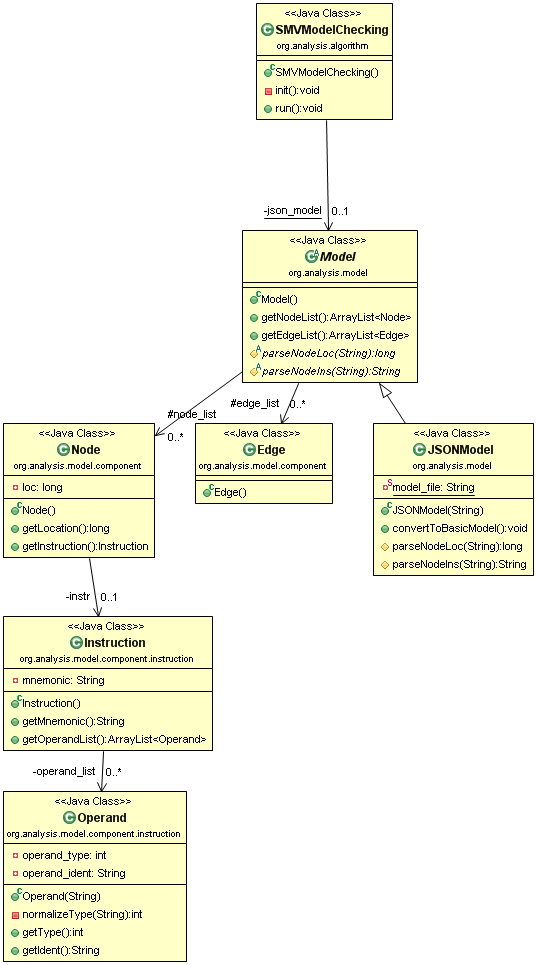 <<Java Class>>
SMVModelChecking
org.analysis.algorithm
SMVModelChecking()
init():void
run():void
-json_model 0..1
<<Java Class>>
Model
org.analysis.model
Model()
getNodeList():ArrayList<Node>
getEdgeList():ArrayList<Edge>
parseNodeLoc(String):long
parseNodeIns(String):String
#node_list
0..*
#edge_list 0..*
<<Java Class>>
Node
org.analysis.model.component
loc: long
Node()
getLocation():long
getInstruction():Instruction
<<Java Class>>
Edge
org.analysis.model.component
Edge()
<<Java Class>>
JSONModel
org.analysis.model
model_file: String
JSONModel(String)
convertToBasicModel():void
parseNodeLoc(String):long
parseNodeIns(String):String
-instr 0..1
<<Java Class>>
Instruction
org.analysis.model.component.instruction
mnemonic: String
Instruction()
getMnemonic():String
getOperandList():ArrayList<Operand>
-operand_list 0..*
<<Java Class>>
Operand
org.analysis.model.component.instruction
operand_type: int
operand_ident: String
Operand(String)
normalizeType(String):int
getType():int
getIdent():String